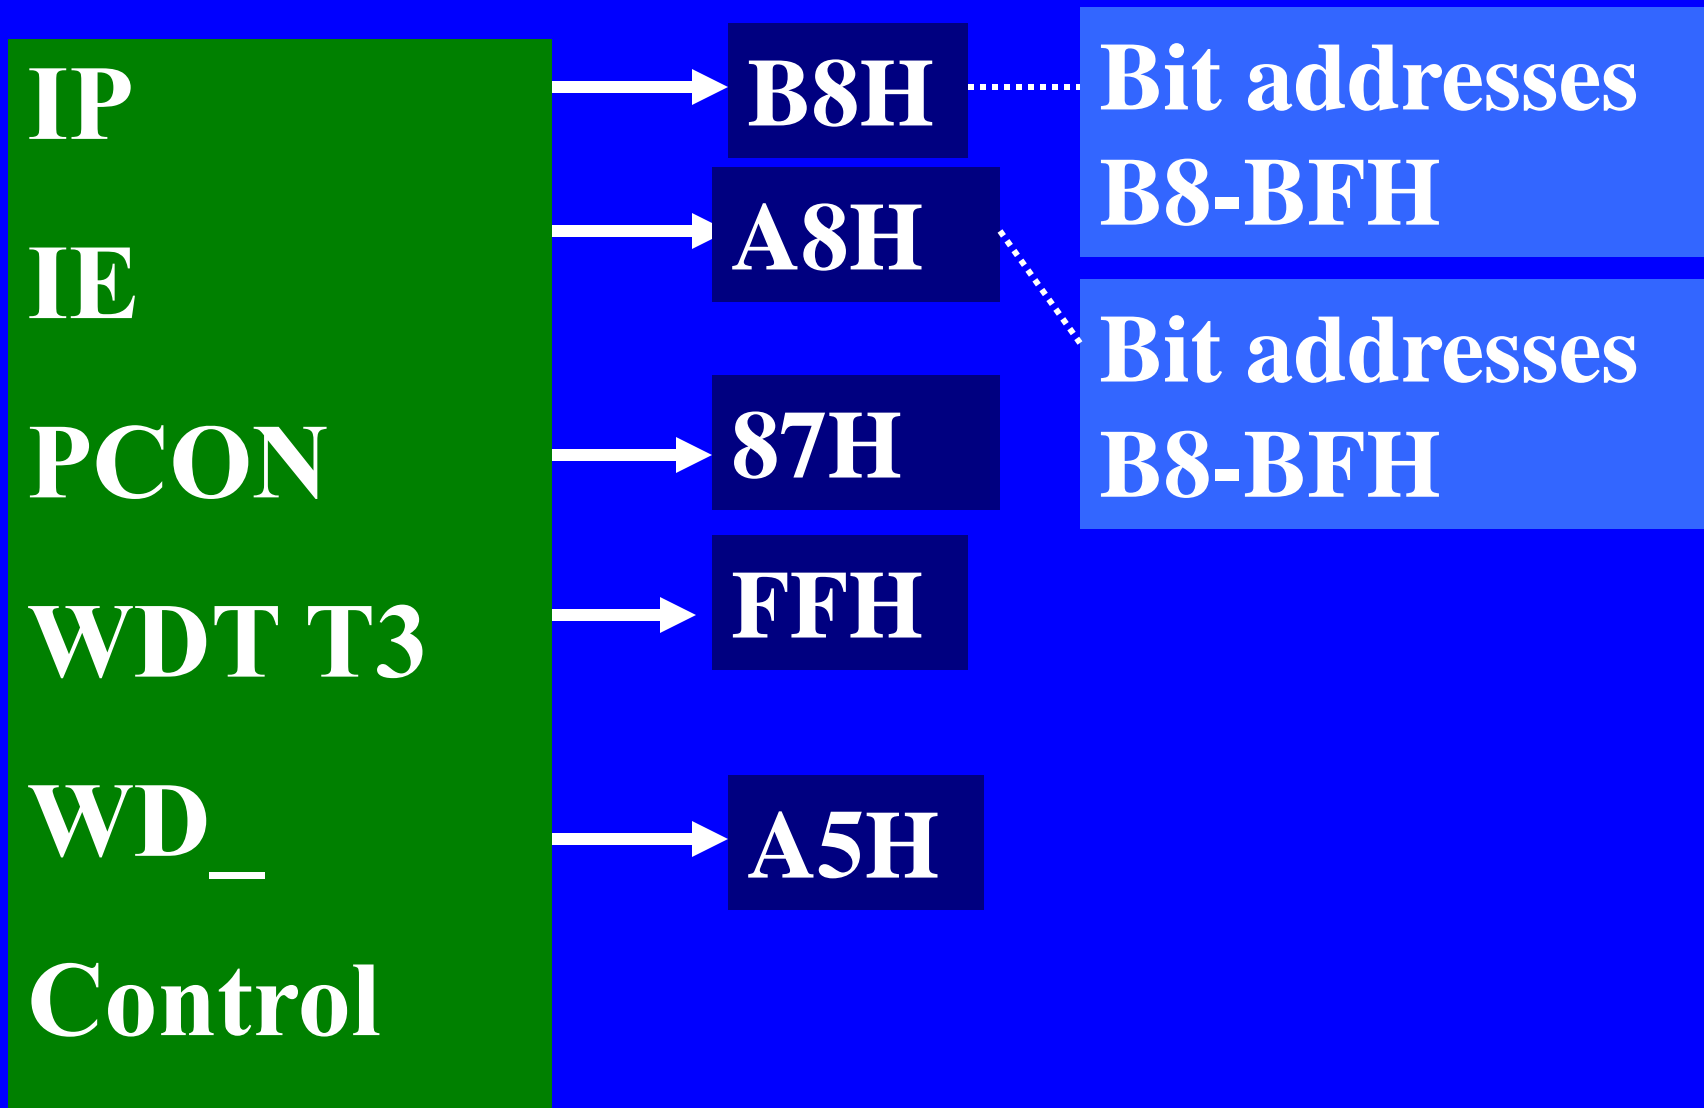 IP
IE
PCON
WDT T3
WD_
Control
B8H
A8H
87H
FFH
A5H
Bit addresses
B8-BFH
Bit addresses
B8-BFH